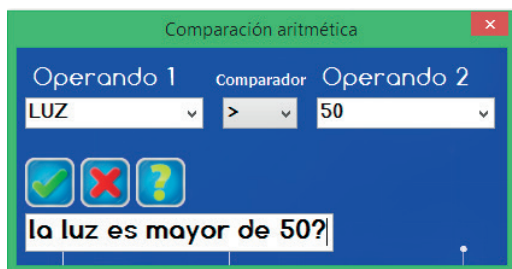 Comparación aritmética
Operando 1 Comparador Operando 2
LUZ > 50
la luz es mayor de 50?